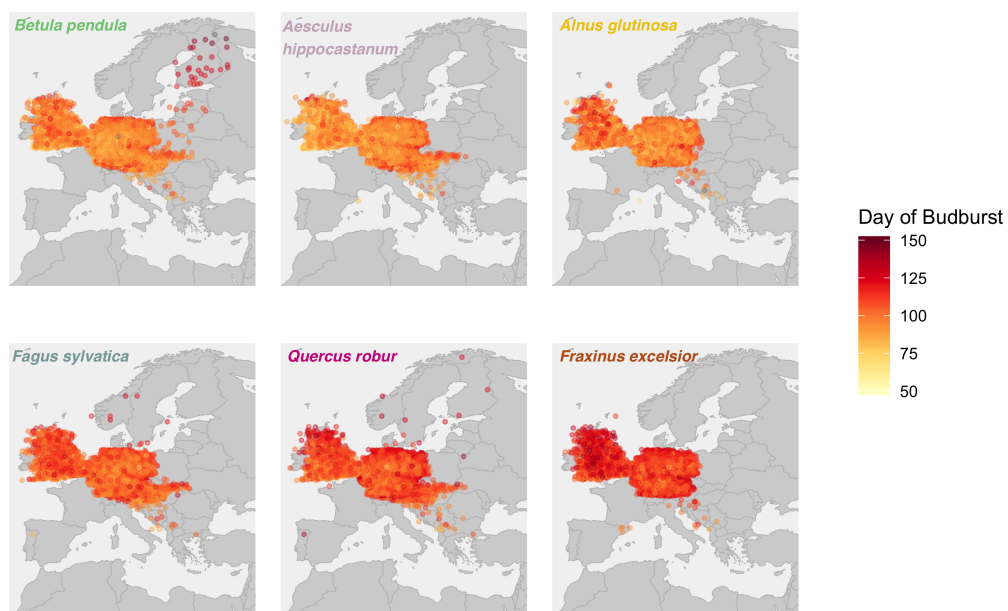 Betula pendula
Aesculus
hippocastanum
Alnus glutinosa
Fagus sylvatica
Quercus robur
Fraxinus excelsior
Day of Budburst
150
125
100
75
50